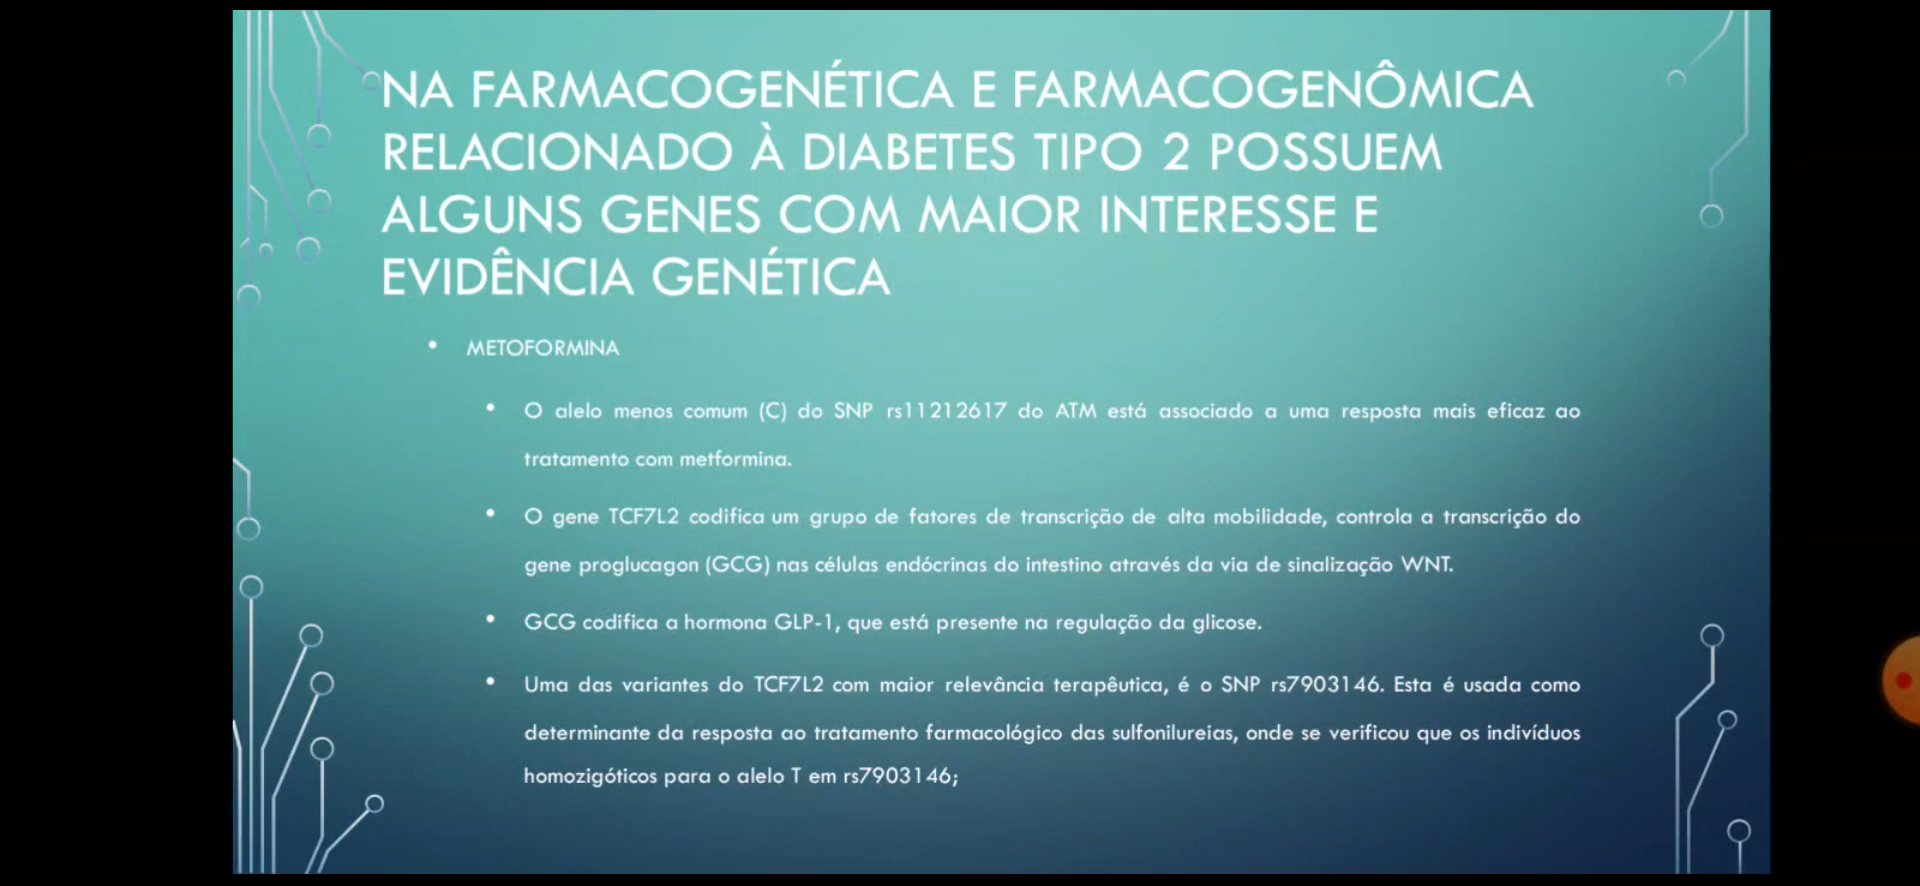 NA FARMACOGENÉTICA E FARMACOGENÔMICA
RELACIONADO À DIABETES TIPO 2 POSSUEM
ALGUNS GENES COM MAIOR INTERESSE E
EVIDÊNCIA GENÉTICA
• METOFORMINA
• O alelo menos comum (C) do SNP rs11212617 do ATM está associado a uma resposta mais eficaz ao
tratamento com metformina.
• O gene TCF7L2 codifica um grupo de fatores de transcrição de alta mobilidade, controla a transcrição do
gene proglucagon (GCG) nas células endócrinas do intestino através da via de sinalização WNT.
• GCG codifica a hormona GLP-1, que está presente na regulação da glicose.
• Uma das variantes do TCF7L2 com maior relevância terapêutica, é o SNP rs7903146. Esta é usada como
determinante da resposta ao tratamento farmacológico das sulfonilureias, onde se verificou que os indivíduos
homozigóticos para o alelo T em rs7903146;